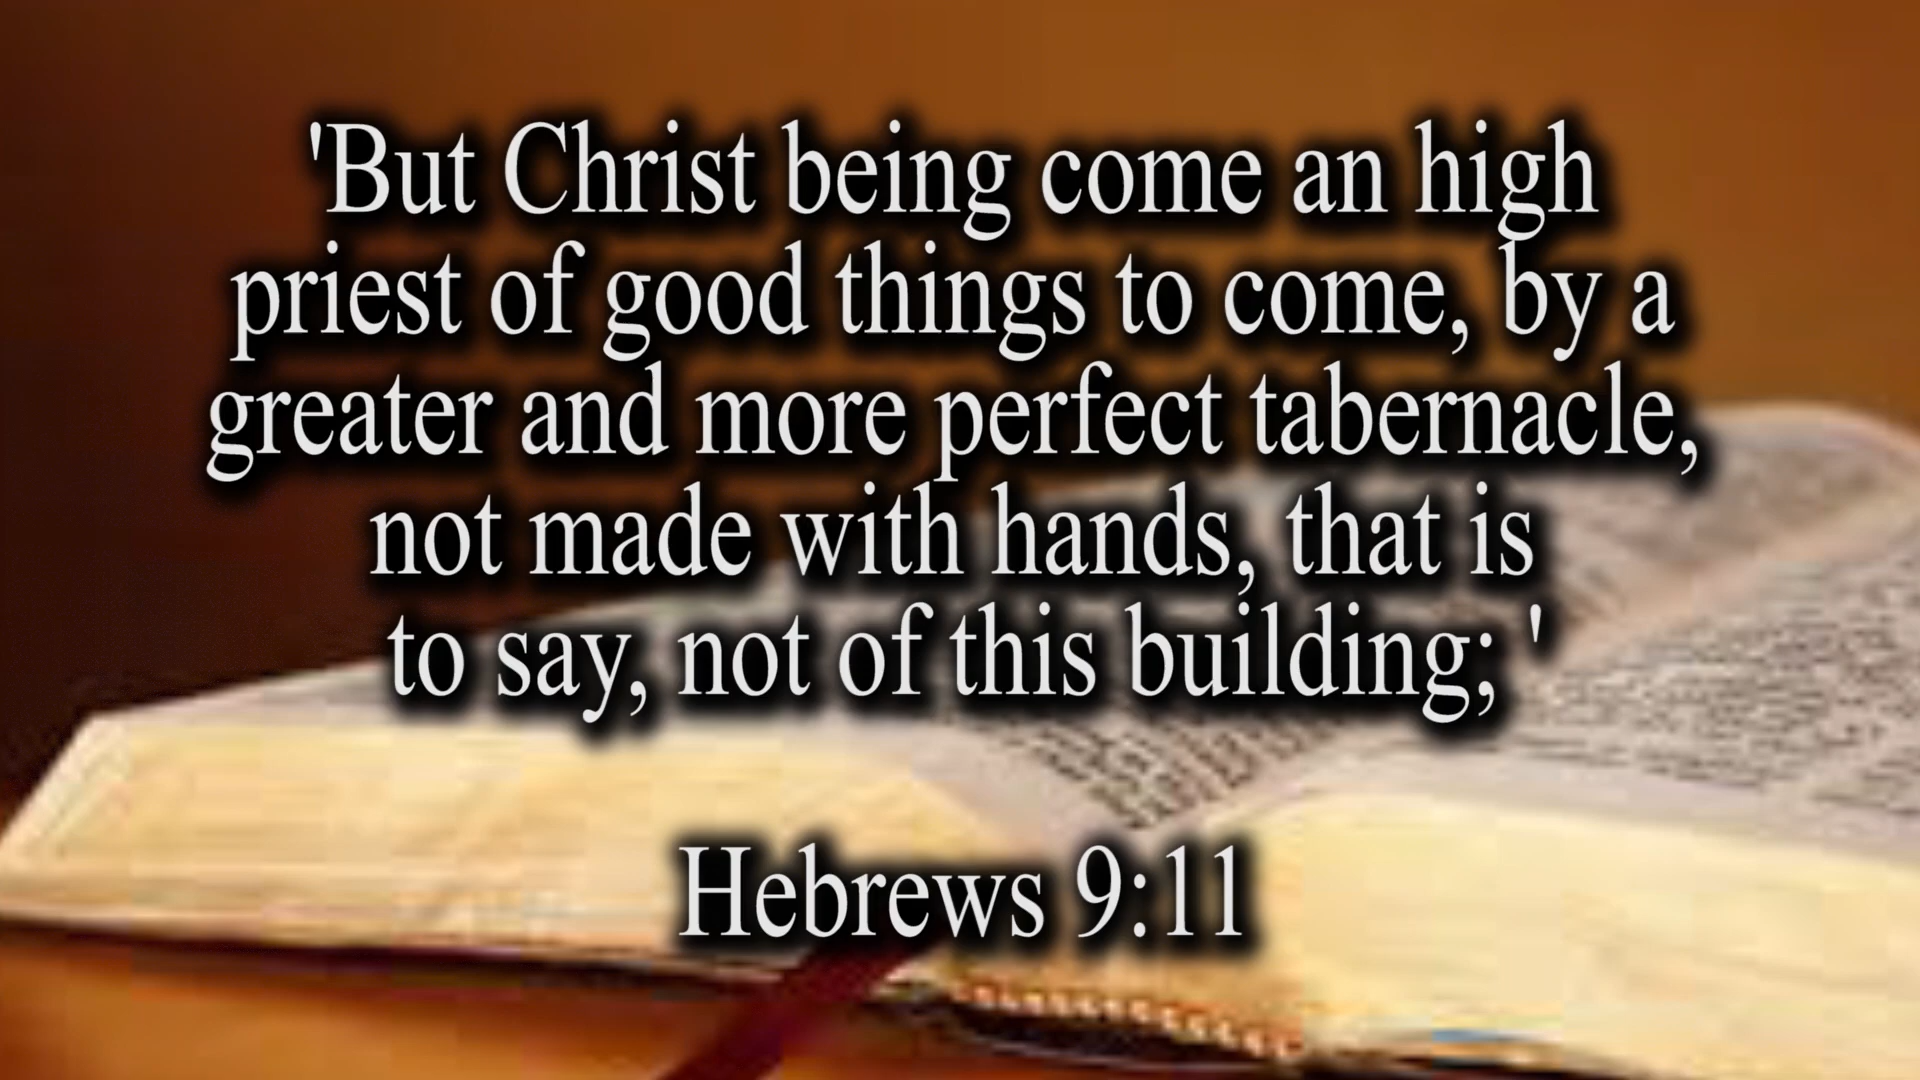 'But Christ being come an high
priest of good things to come, by a
greater and more perfect tabernacle,
not made with hands, that is
to say, not of this building; '
Hebrews 9:11